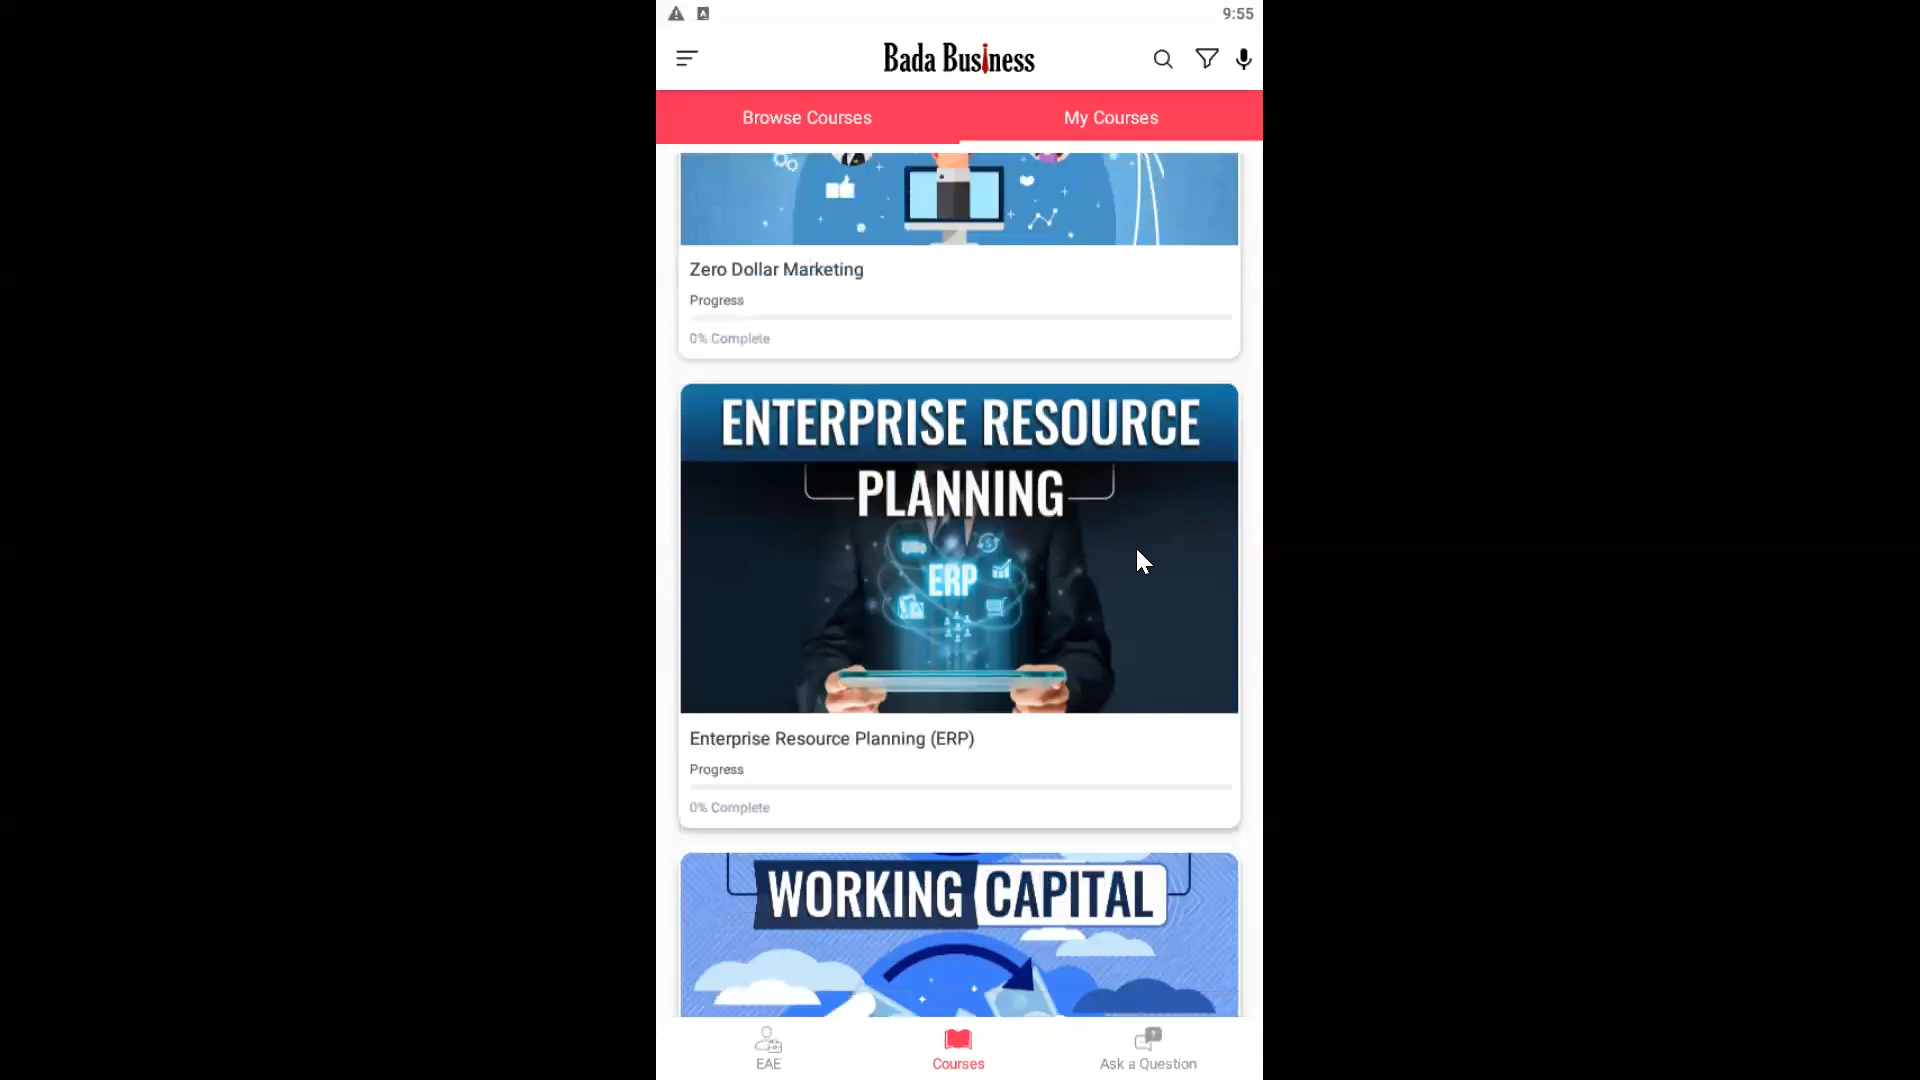 9:55
Bada Business
Browse Courses
My Courses
Zero Dollar Marketing
Progress
0% Complete
ENTERPRISE RESOURCE
PLANNING
ERP
Enterprise Resource Planning (ERP)
Progress
0% Complete
WORKING CAPITAL
EAE
Courses
Ask a Question